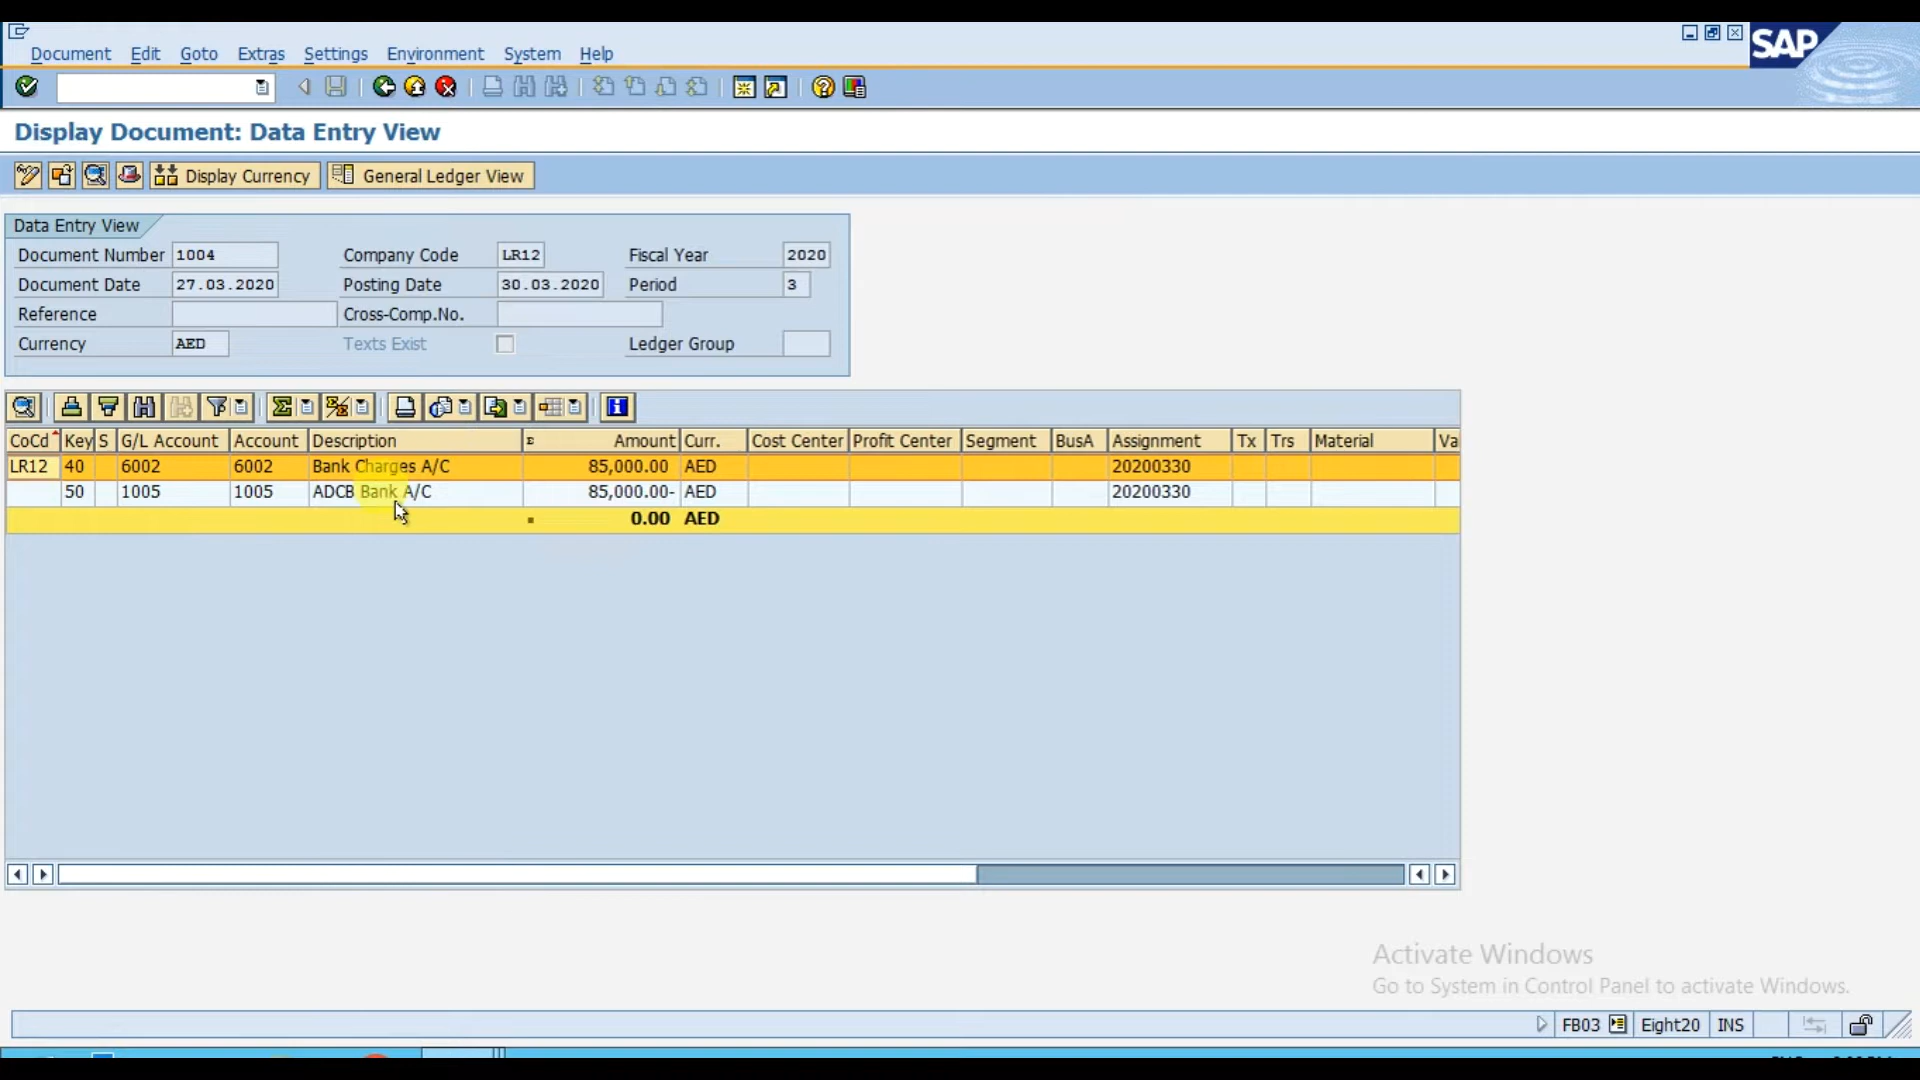 Document Edit Goto Extras Settings Environment System Help
SAP
Display Document: Data Entry View
Display Currency General Ledger View
Data Entry View
Document Number 1004 Company Code LR12 Fiscal Year 2020
Document Date 27.03.2020 Posting Date 30.03.2020 Period 3
Reference Cross-Comp.No.
Currency AED Texts Exist Ledger Group
CoCd Key S G/L Account Account Description Σ Amount Curr. Cost Center Profit Center Segment BusA Assignment Tx Trs Material Va
LR12 40 6002 6002 Bank Charges A/C 85,000.00 AED 20200330
50 1005 1005 ADCB Bank A/C 85,000.00- AED 20200330
0.00 AED
Activate Windows
Go to System in Control Panel to activate Windows.
FB03 Eight20 INS